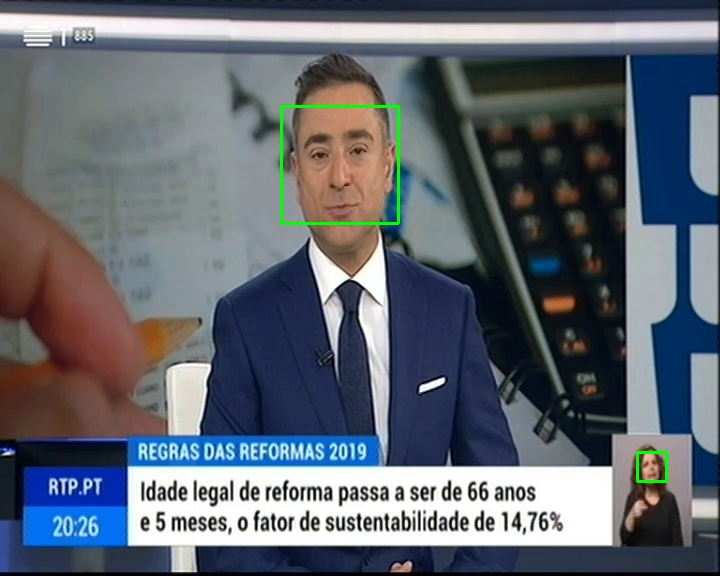 1 885
REGRAS DAS REFORMAS 2019
RTP.PT
Idade legal de reforma passa a ser de 66 anos
20:26
e 5 meses, o fator de sustentabilidade de 14,76%